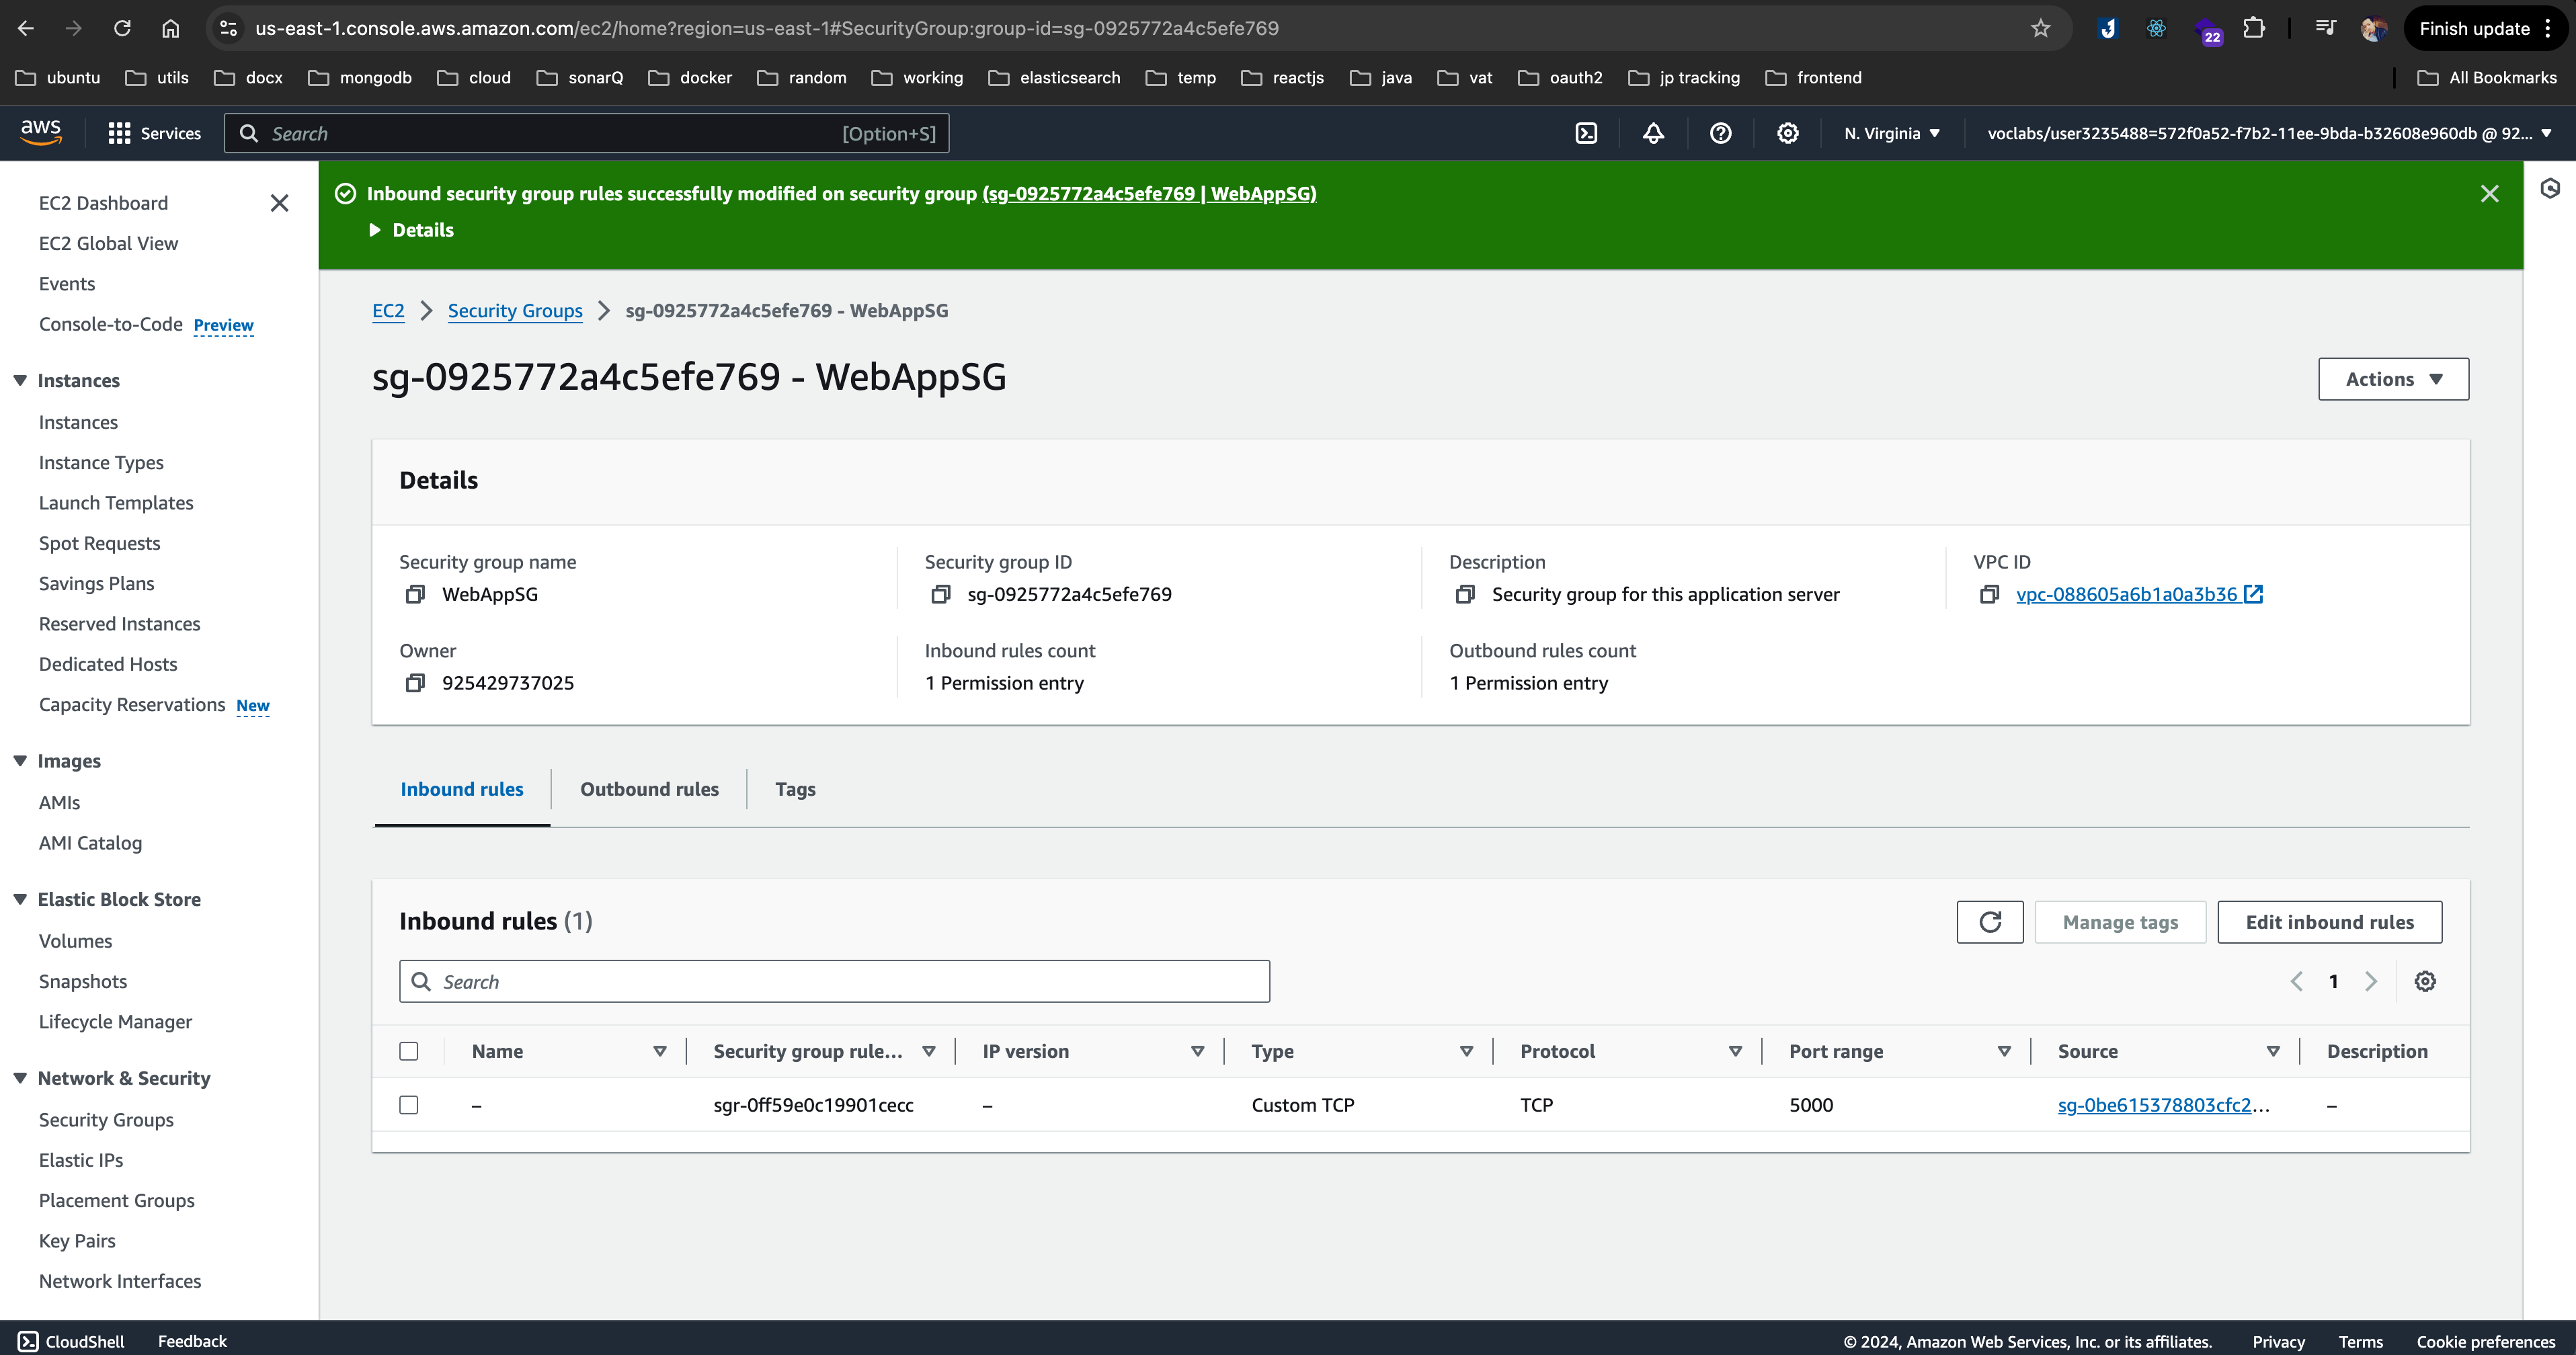 us-east-1.console.aws.amazon.com/ec2/home?region=us-east-1#SecurityGroup:group-id=sg-0925772a4c5efe769
22
Finish update
ubuntu utils docx mongodb cloud sonarQ docker random working elasticsearch temp reactjs java vat oauth2 jp tracking frontend All Bookmarks
aws Services Search [Option+S] N. Virginia voclabs/user3235488=572f0a52-f7b2-11ee-9bda-b32608e960db @ 92...
EC2 Dashboard
EC2 Global View
Events
Console-to-Code Preview
Instances
Instances
Instance Types
Launch Templates
Spot Requests
Savings Plans
Reserved Instances
Dedicated Hosts
Capacity Reservations New
Images
AMIs
AMI Catalog
Elastic Block Store
Volumes
Snapshots
Lifecycle Manager
Network & Security
Security Groups
Elastic IPs
Placement Groups
Key Pairs
Network Interfaces
Inbound security group rules successfully modified on security group (sg-0925772a4c5efe769 | WebAppSG)
Details
EC2 Security Groups sg-0925772a4c5efe769 - WebAppSG
sg-0925772a4c5efe769 - WebAppSG
Actions
Details
Security group name Security group ID Description VPC ID
WebAppSG sg-0925772a4c5efe769 Security group for this application server vpc-088605a6b1a0a3b36
Owner Inbound rules count Outbound rules count
925429737025 1 Permission entry 1 Permission entry
Inbound rules Outbound rules Tags
Inbound rules (1)
Manage tags Edit inbound rules
Search
1
Name Security group rule... IP version Type Protocol Port range Source Description
– sgr-0ff59e0c19901cecc – Custom TCP TCP 5000 sg-0be615378803cfc2... –
CloudShell Feedback © 2024, Amazon Web Services, Inc. or its affiliates. Privacy Terms Cookie preferences